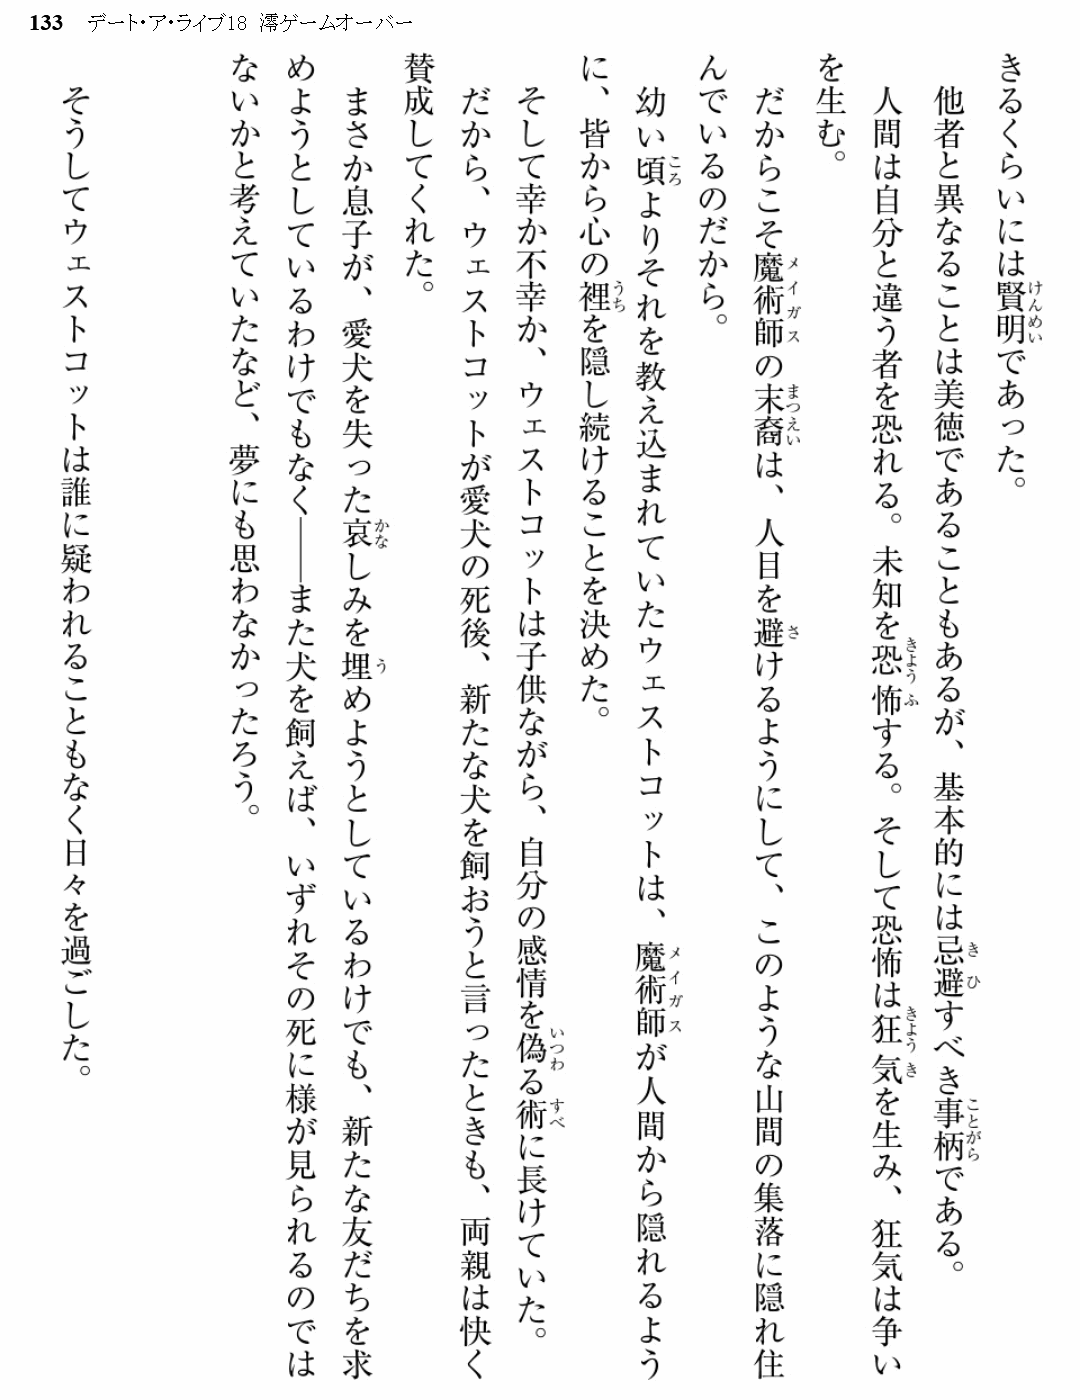 133 デート・ア・ライブ18 澪ゲームオーバー
きるくらいには賢明であった。
他者と異なることは美徳であることもあるが、基本的には忌避すべき事柄である。
人間は自分と違う者を恐れる。未知を恐怖する。そして恐怖は狂気を生み、狂気は争い
を生む。
だからこそ魔術師の末裔は、人目を避けるようにして、このような山間の集落に隠れ住
んでいるのだから。
幼い頃よりそれを教え込まれていたウェストコットは、魔術師が人間から隠れるよう
に、皆から心の裡を隠し続けることを決めた。
そして幸か不幸か、ウェストコットは子供ながら、自分の感情を偽る術に長けていた。
だから、ウェストコットが愛犬の死後、新たな犬を飼おうと言ったときも、両親は快く
賛成してくれた。
まさか息子が、愛犬を失った哀しみを埋めようとしているわけでも、新たな友だちを求
めようとしているわけでもなく――また犬を飼えば、いずれその死に様が見られるのでは
ないかと考えていたなど、夢にも思わなかったろう。
そうしてウェストコットは誰に疑われることもなく日々を過ごした。